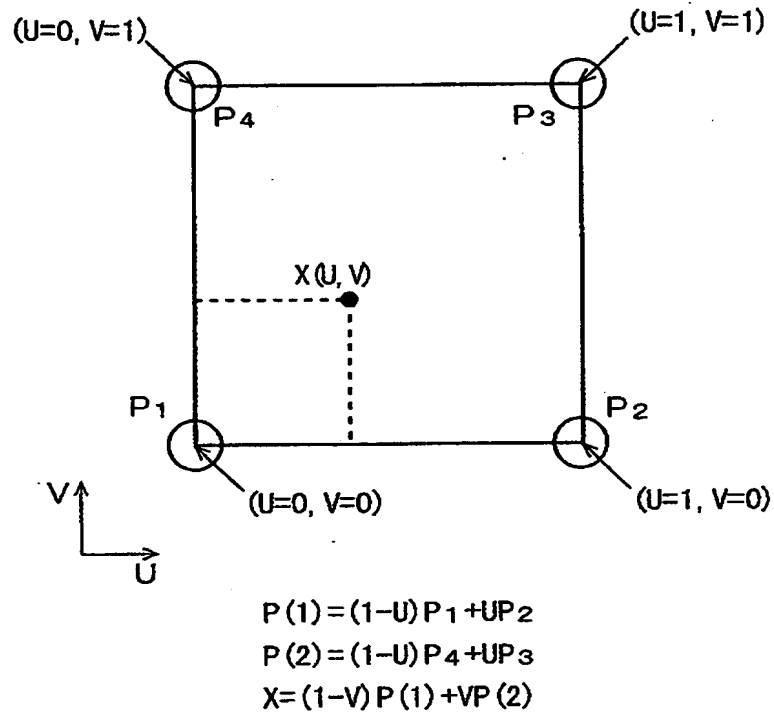 (U=0, V=1)
(U=1, V=1)
P4
P3
X(U, V)
P1
P2
(U=0, V=0)
(U=1, V=0)
V
U
P(1)=(1-U)P1+UP2
P(2)=(1-U)P4+UP3
X=(1-V)P(1)+VP(2)